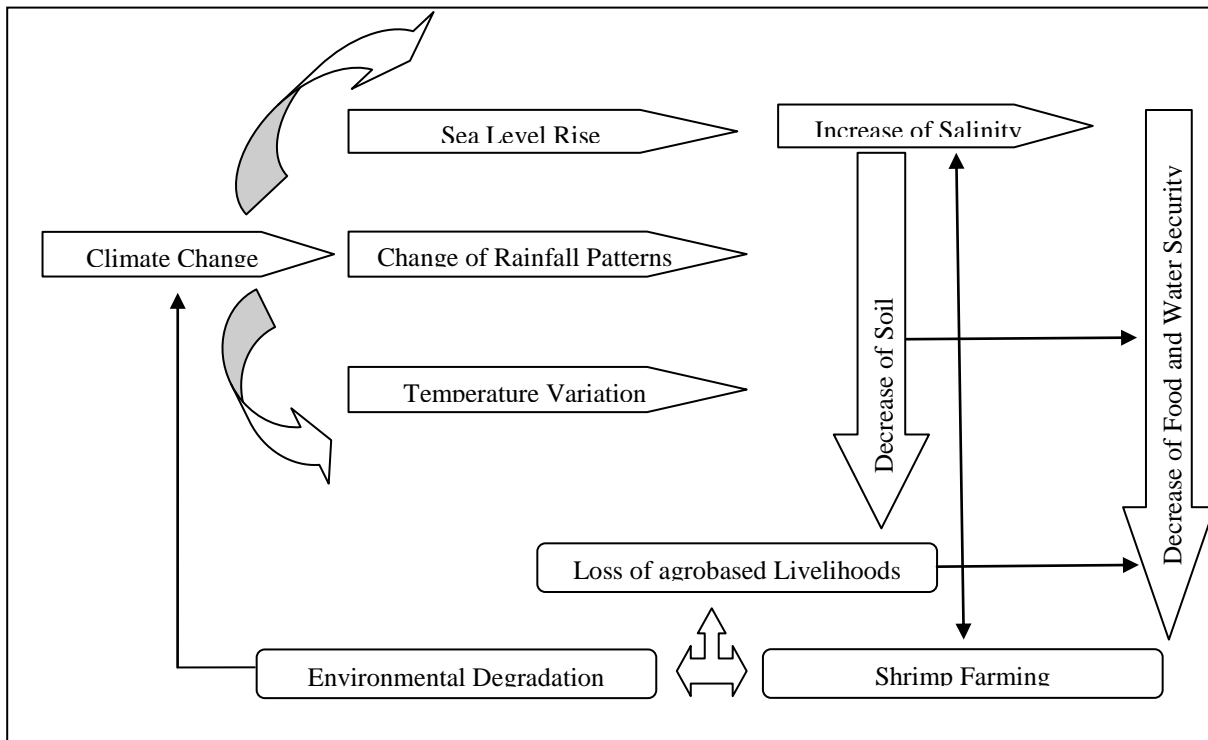 Sea Level Rise
Increase of Salinity
Climate Change
Change of Rainfall Patterns
Temperature Variation
Decrease of Soil
Decrease of Food and Water Security
Loss of agrobased Livelihoods
Environmental Degradation
Shrimp Farming